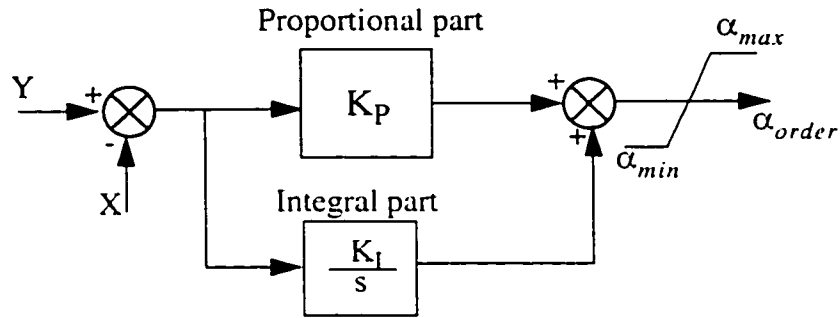 Proportional part
α_max
Y
+
K_P
+
+
α_order
-
α_min
X
Integral part
K_I
s